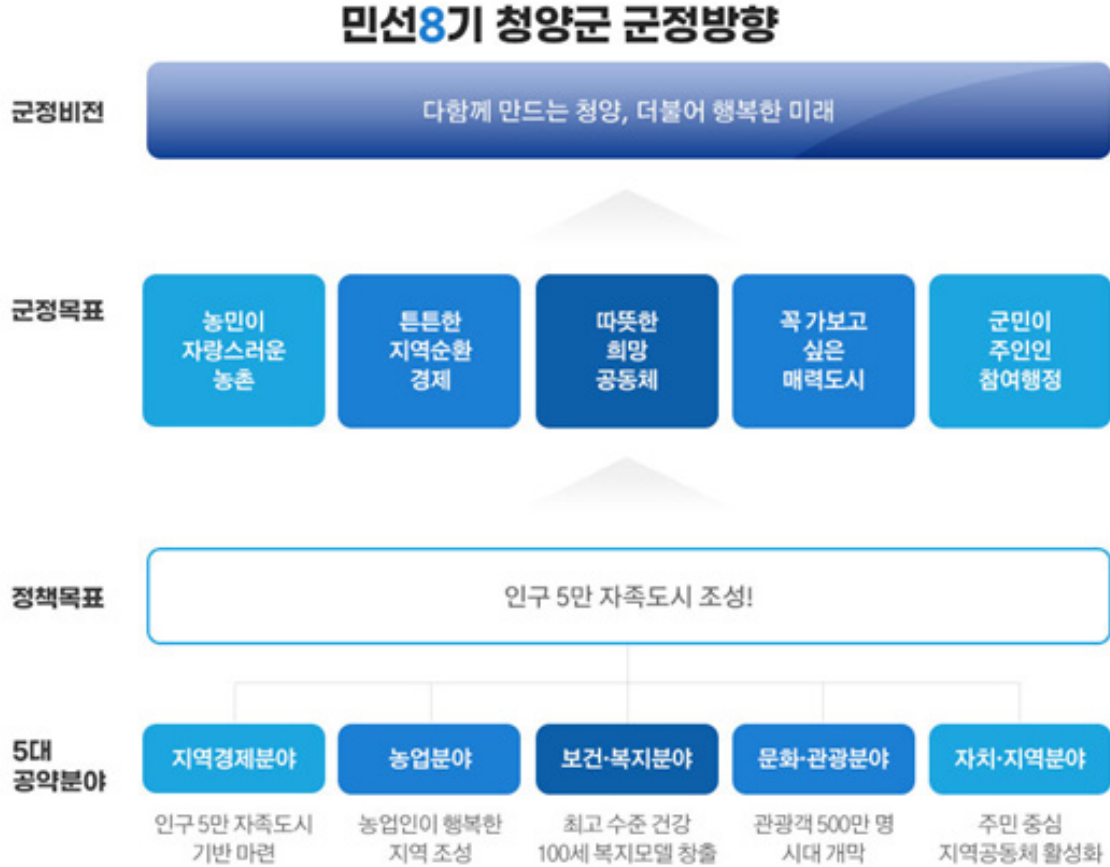 민선8기 청양군 군정방향
군정비전
다함께 만드는 청양, 더불어 행복한 미래
군정목표
농민이
자랑스러운
농촌
튼튼한
지역순환
경제
따뜻한
희망
공동체
꼭 가보고
싶은
매력도시
군민이
주인인
참여행정
정책목표
인구 5만 자족도시 조성!
5대
공약분야
지역경제분야
인구 5만 자족도시
기반 마련
농업분야
농업인이 행복한
지역 조성
보건·복지분야
최고 수준 건강
100세 복지모델 창출
문화·관광분야
관광객 500만 명
시대 개막
자치·지역분야
주민 중심
지역공동체 활성화